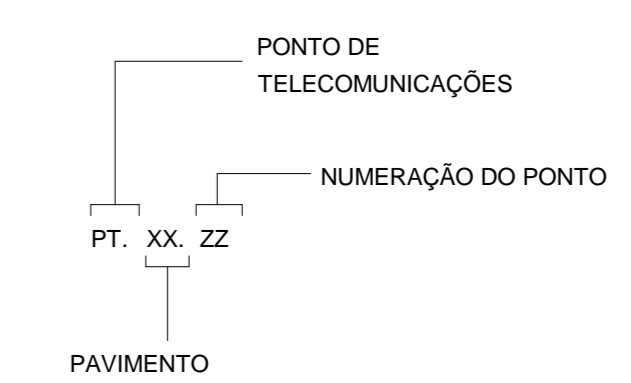 PONTO DE
TELECOMUNICAÇÕES
NUMERAÇÃO DO PONTO
PT. XX. ZZ
PAVIMENTO